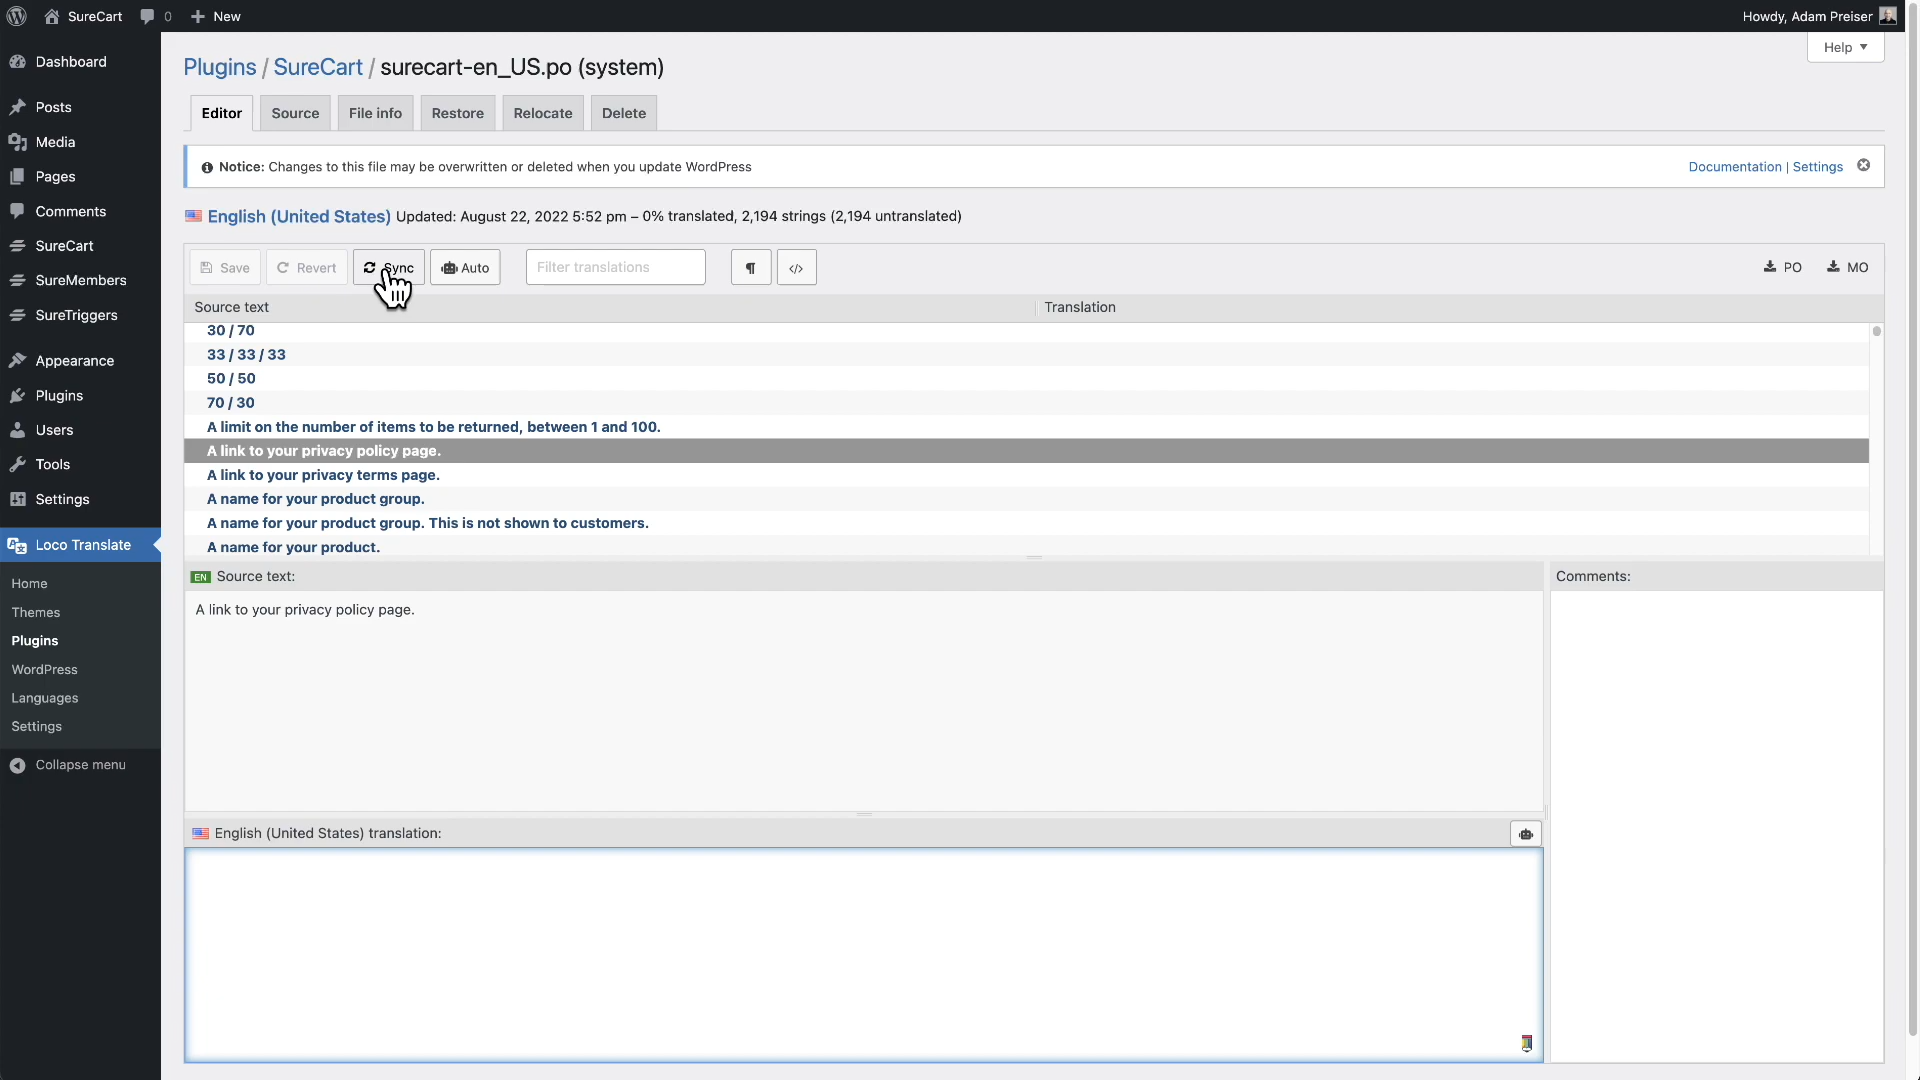 SureCart
0
New
Howdy, Adam Preiser
Help
Dashboard
Posts
Media
Pages
Comments
SureCart
SureMembers
SureTriggers
Appearance
Plugins
Users
Tools
Settings
Loco Translate
Home
Themes
Plugins
WordPress
Languages
Settings
Collapse menu
Plugins / SureCart / surecart-en_US.po (system)
Editor
Source
File info
Restore
Relocate
Delete
Notice: Changes to this file may be overwritten or deleted when you update WordPress
Documentation | Settings
English (United States) Updated: August 22, 2022 5:52 pm – 0% translated, 2,194 strings (2,194 untranslated)
Save
Revert
Sync
Auto
Filter translations
¶
</>
PO
MO
Source text
Translation
30 / 70
33 / 33 / 33
50 / 50
70 / 30
A limit on the number of items to be returned, between 1 and 100.
A link to your privacy policy page.
A link to your privacy terms page.
A name for your product group.
A name for your product group. This is not shown to customers.
A name for your product.
EN Source text:
Comments:
A link to your privacy policy page.
English (United States) translation: